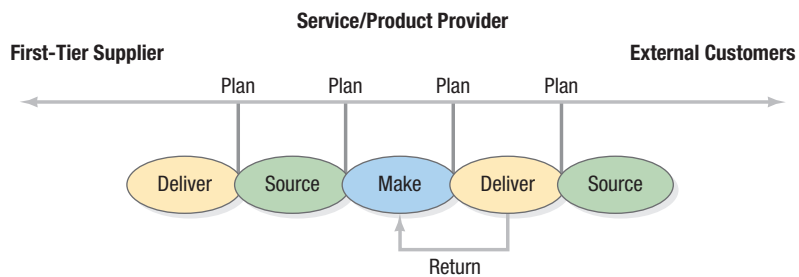 Service/Product Provider
First-Tier Supplier
External Customers
Plan
Plan
Plan
Plan
Deliver
Source
Make
Deliver
Source
Return